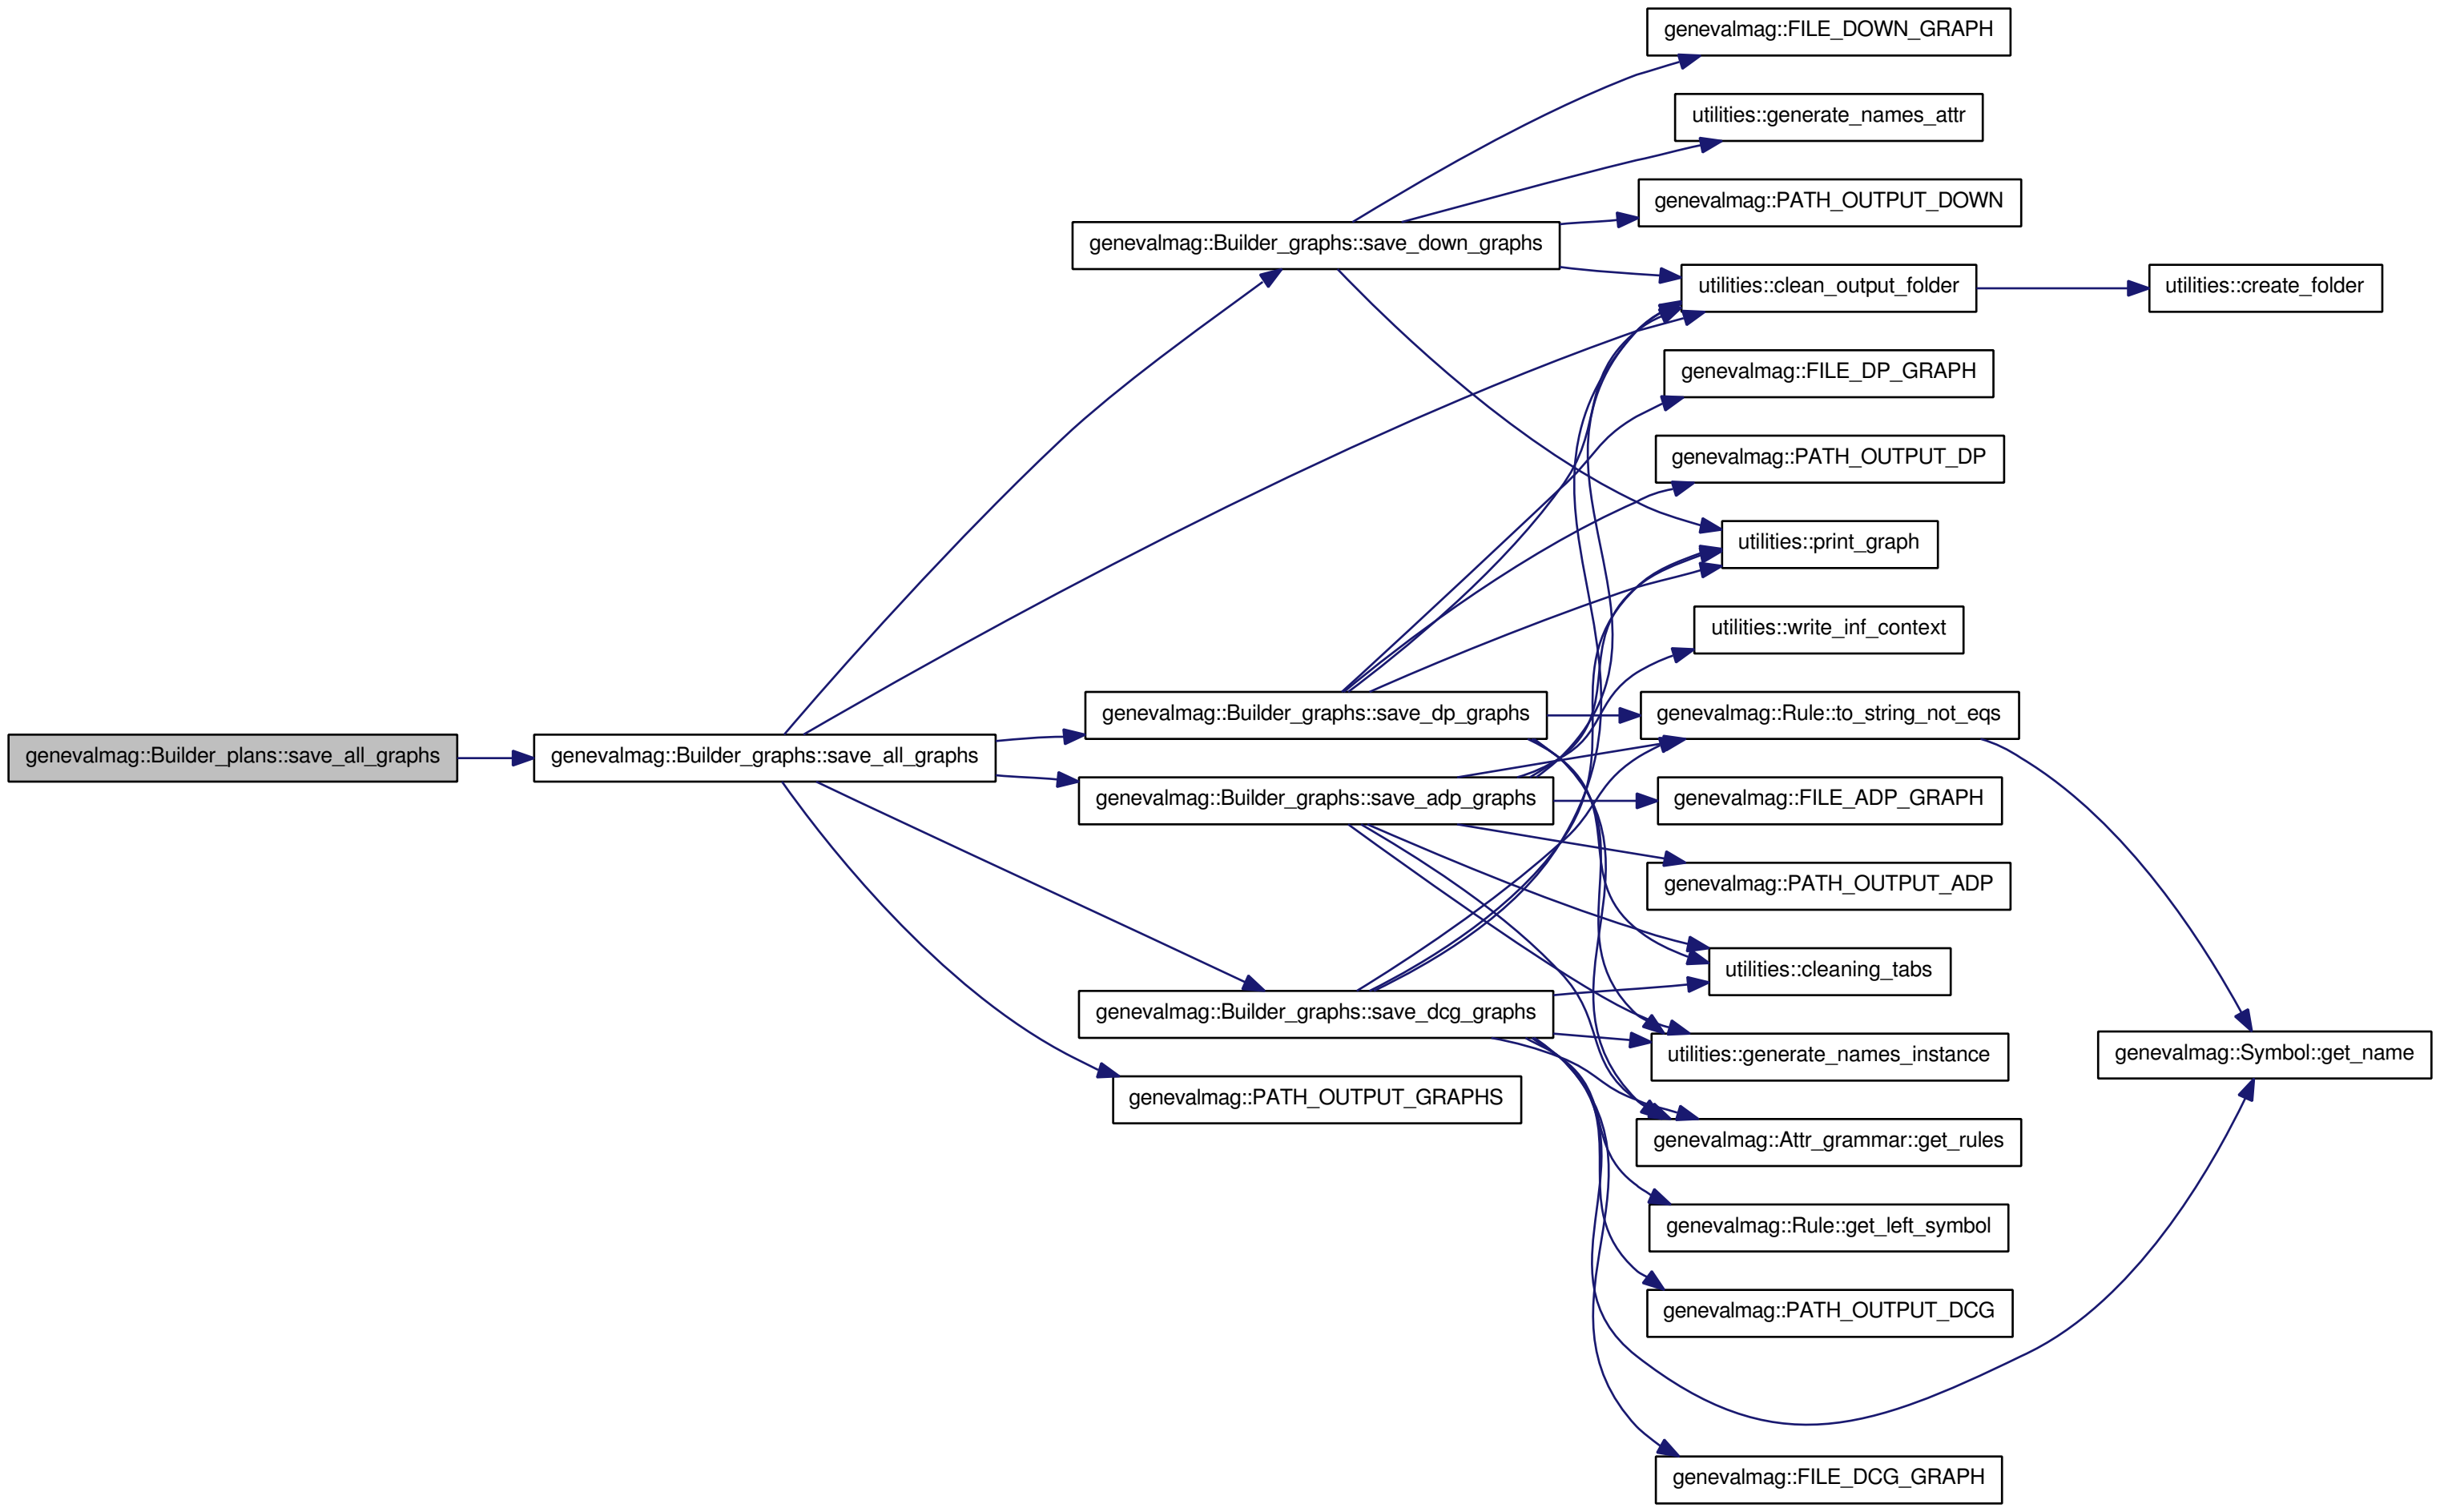 genevalmag::Builder_plans::save_all_graphs
genevalmag::Builder_graphs::save_all_graphs
genevalmag::Builder_graphs::save_down_graphs
genevalmag::Builder_graphs::save_dp_graphs
genevalmag::Builder_graphs::save_adp_graphs
genevalmag::Builder_graphs::save_dcg_graphs
genevalmag::PATH_OUTPUT_GRAPHS
genevalmag::FILE_DOWN_GRAPH
utilities::generate_names_attr
genevalmag::PATH_OUTPUT_DOWN
utilities::clean_output_folder
genevalmag::FILE_DP_GRAPH
genevalmag::PATH_OUTPUT_DP
utilities::print_graph
utilities::write_inf_context
genevalmag::Rule::to_string_not_eqs
genevalmag::FILE_ADP_GRAPH
genevalmag::PATH_OUTPUT_ADP
utilities::cleaning_tabs
utilities::generate_names_instance
genevalmag::Attr_grammar::get_rules
genevalmag::Rule::get_left_symbol
genevalmag::PATH_OUTPUT_DCG
genevalmag::FILE_DCG_GRAPH
utilities::create_folder
genevalmag::Symbol::get_name